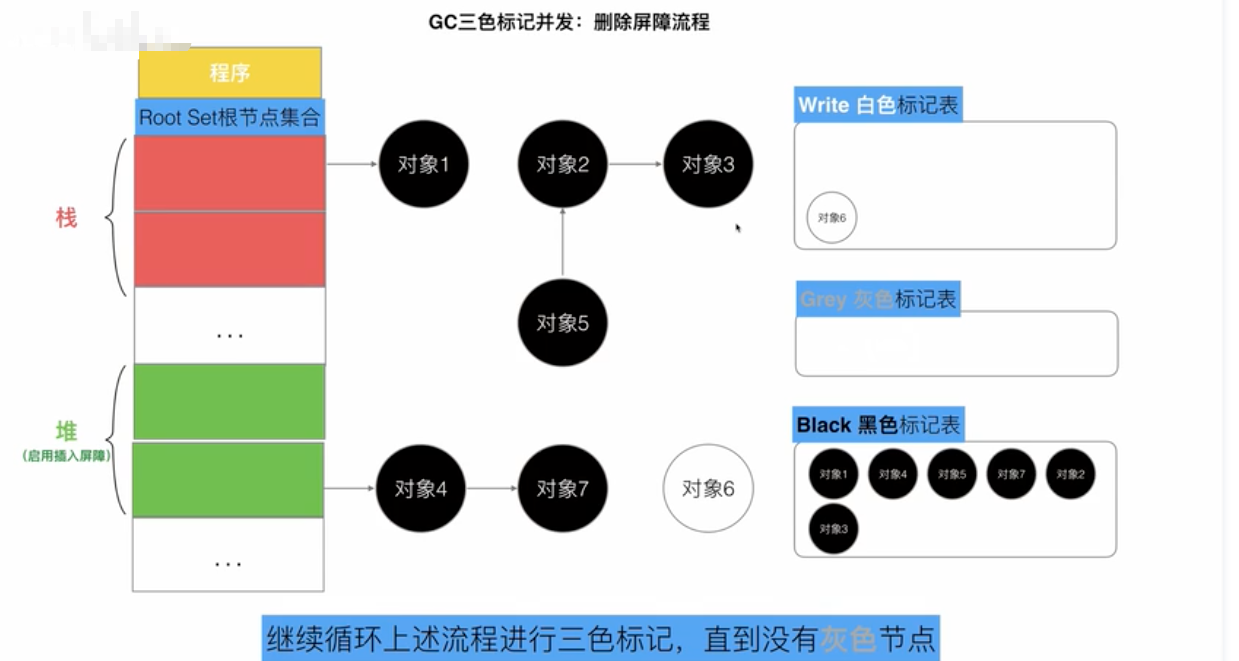 GC三色标记并发：删除屏障流程
程序
Root Set根节点集合
栈
...
堆
(启用插入屏障)
...
对象1
对象2
对象3
对象5
对象4
对象7
对象6
Write 白色标记表
对象6
Grey 灰色标记表
Black 黑色标记表
对象1 对象4 对象5 对象7 对象2
对象3
继续循环上述流程进行三色标记，直到没有灰色节点